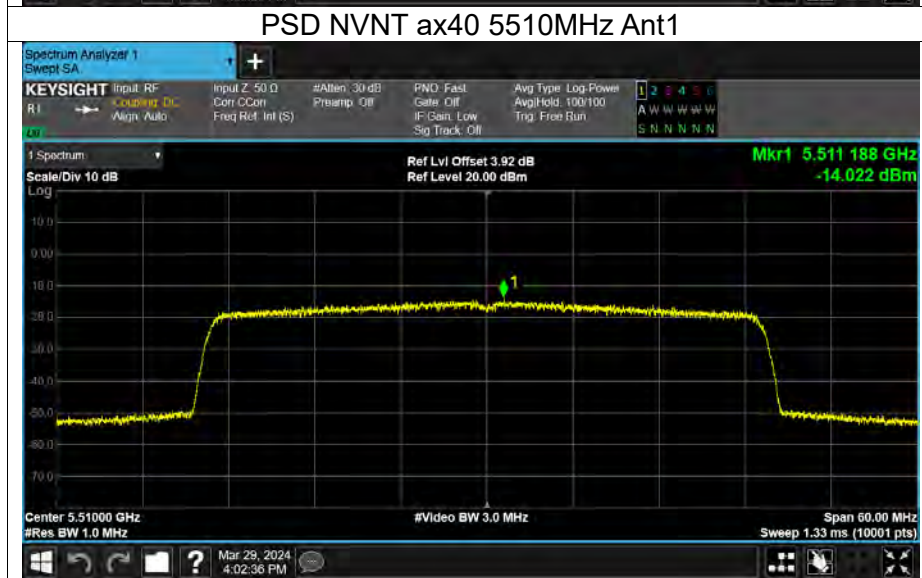 PSD NVNT ax40 5510MHz Ant1
Spectrum Analyzer 1
Swept SA
+
KEYSIGHT Input: RF Input Z: 50 Ω #Atten: 30 dB PNO: Fast Avg Type: Log-Power 1 2 3 4 5 6
Coupling: DC Corr CCorr Preamp: Off Gate: Off Avg|Hold: 100/100 A W W W W W
Align: Auto Freq Ref: Int (S) IF Gain: Low Trig: Free Run
Sig Track: Off S N N N N N
1 Spectrum Ref Lvl Offset 3.92 dB Mkr1 5.511 188 GHz
Scale/Div 10 dB Ref Level 20.00 dBm -14.022 dBm
Log
10.0
0.00
-10.0
1
-20.0
-30.0
-40.0
-50.0
-60.0
-70.0
Center 5.51000 GHz #Video BW 3.0 MHz Span 60.00 MHz
#Res BW 1.0 MHz Sweep 1.33 ms (10001 pts)
? Mar 29, 2024
4:02:36 PM